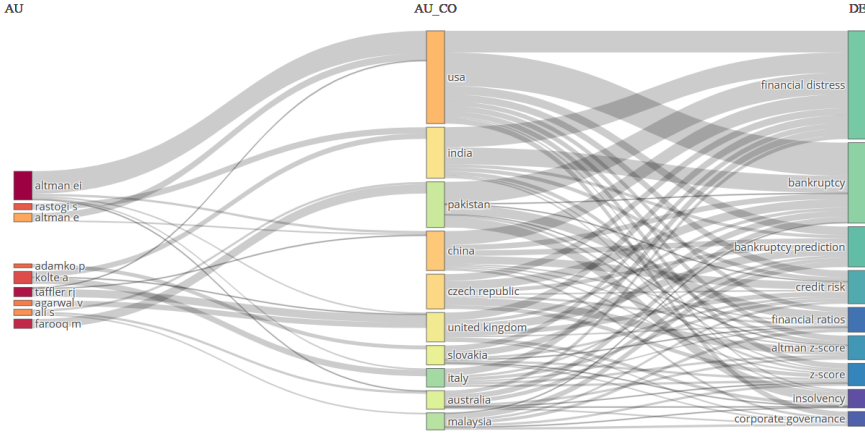 AU
AU_CO
DE
altman ei
rastogi s
altman e
adamko p
kolte a
taffler rj
agarwal v
ali s
farooq m
usa
india
pakistan
china
czech republic
united kingdom
slovakia
italy
australia
malaysia
financial distress
bankruptcy
bankruptcy prediction
credit risk
financial ratios
altman z-score
z-score
insolvency
corporate governance